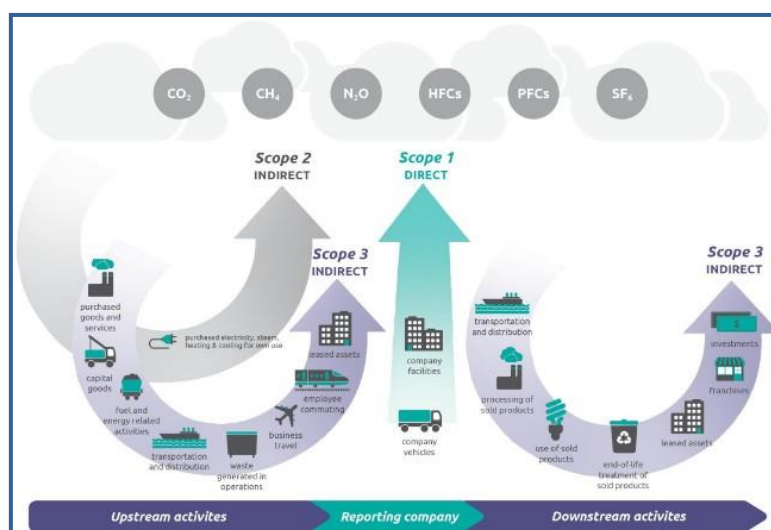 CO₂
CH₄
N₂O
HFCs
PFCs
SF₆
Scope 2
INDIRECT
Scope 1
DIRECT
Scope 3
INDIRECT
Scope 3
INDIRECT
purchased
goods and
services
capital
goods
fuel and
energy related
activities
transportation
and distribution
waste
generated in
operations
business
travel
employee
commuting
leased assets
purchased electricity, steam,
heating & cooling for own use
company
facilities
company
vehicles
transportation
and distribution
processing of
sold products
use of sold
products
end-of-life
treatment of
sold products
leased assets
franchises
investments
Upstream activites
Reporting company
Downstream activites